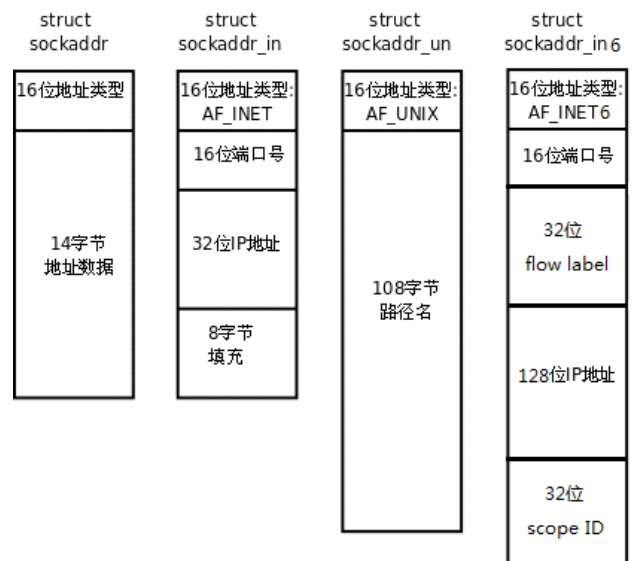 struct
sockaddr
16位地址类型
14字节
地址数据
struct
sockaddr_in
16位地址类型:
AF_INET
16位端口号
32位IP地址
8字节
填充
struct
sockaddr_un
16位地址类型:
AF_UNIX
108字节
路径名
struct
sockaddr_in6
16位地址类型:
AF_INET6
16位端口号
32位
flow label
128位IP地址
32位
scope ID